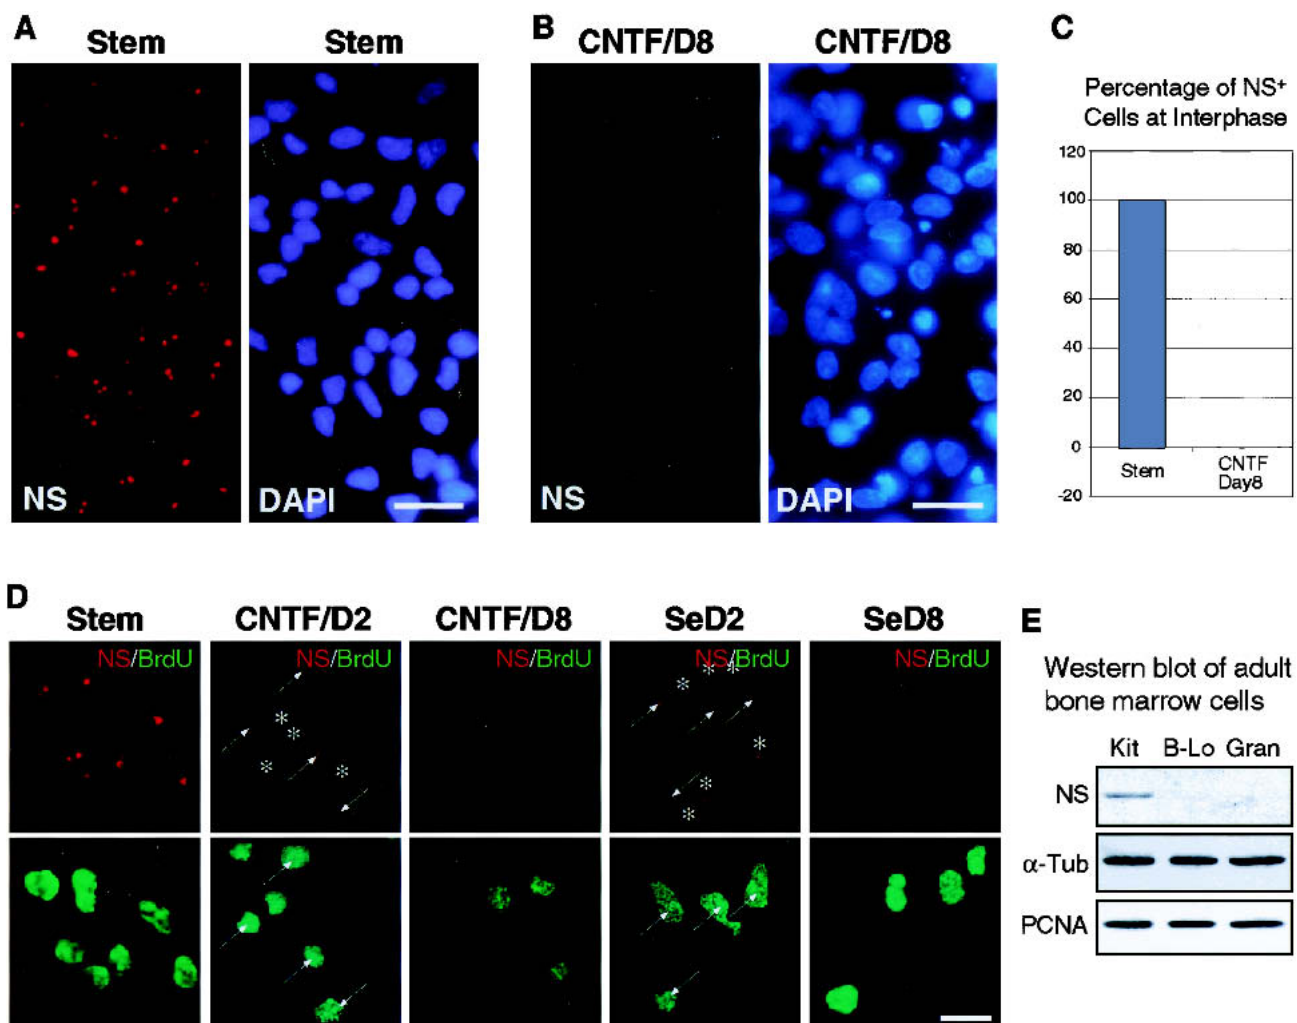 A
Stem
Stem
NS
DAPI
B
CNTF/D8
CNTF/D8
NS
DAPI
C
Percentage of NS⁺
Cells at Interphase
120
100
80
60
40
20
0
-20
Stem
CNTF
Day8
D
Stem
CNTF/D2
CNTF/D8
SeD2
SeD8
NS/BrdU
NS/BrdU
NS/BrdU
NS/BrdU
NS/BrdU
E
Western blot of adult
bone marrow cells
Kit B-Lo Gran
NS
α-Tub
PCNA